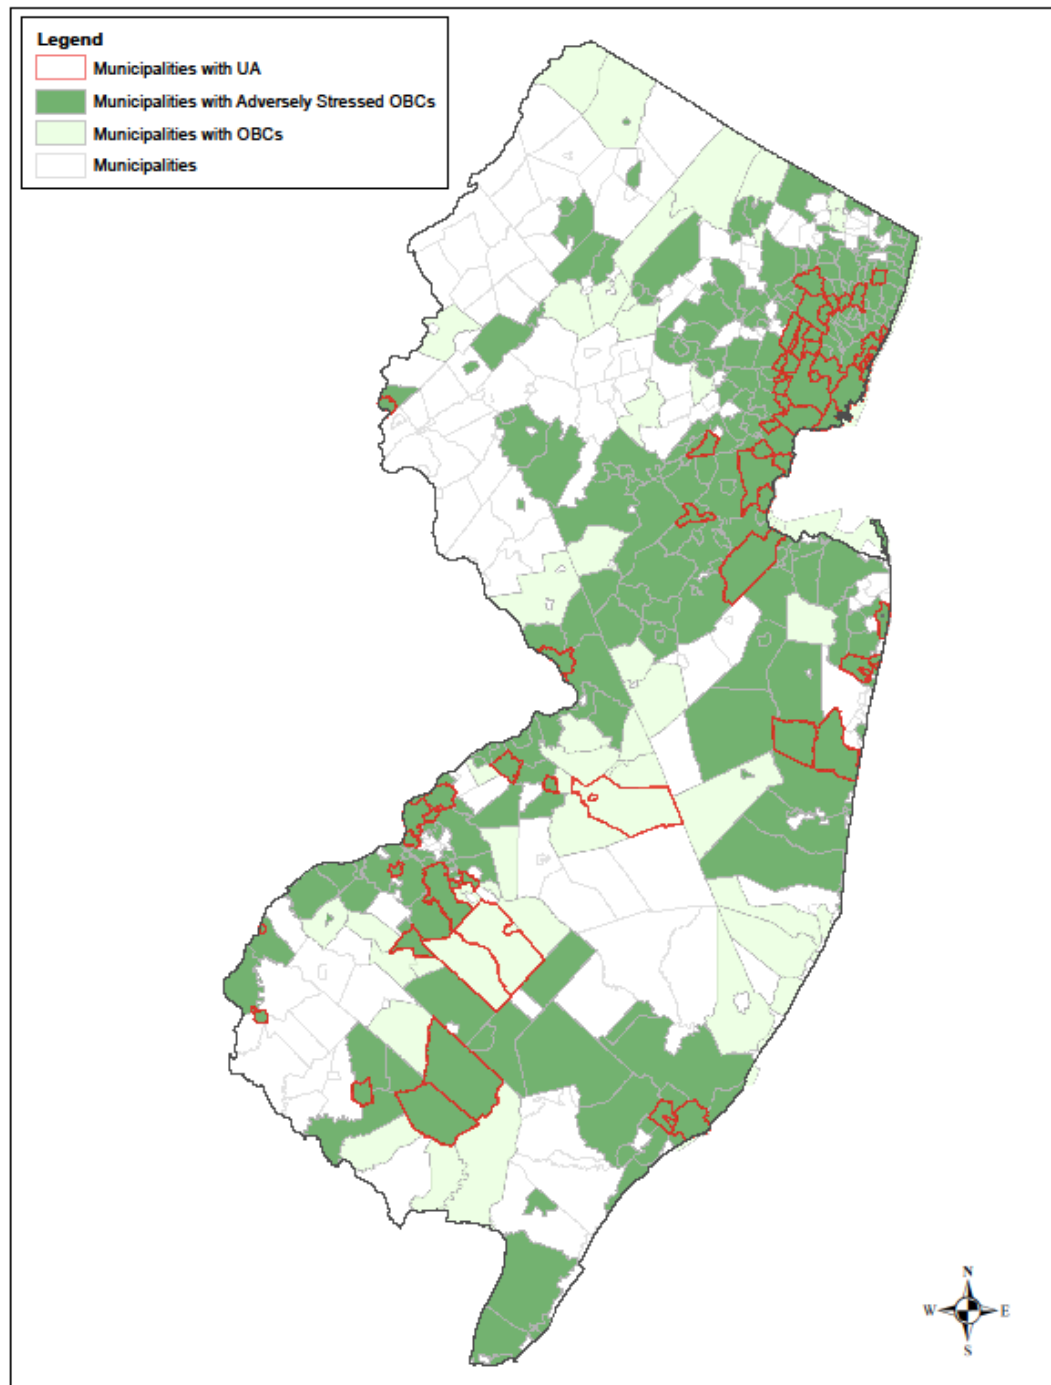 Legend
Municipalities with UA
Municipalities with Adversely Stressed OBCs
Municipalities with OBCs
Municipalities
N
W E
S